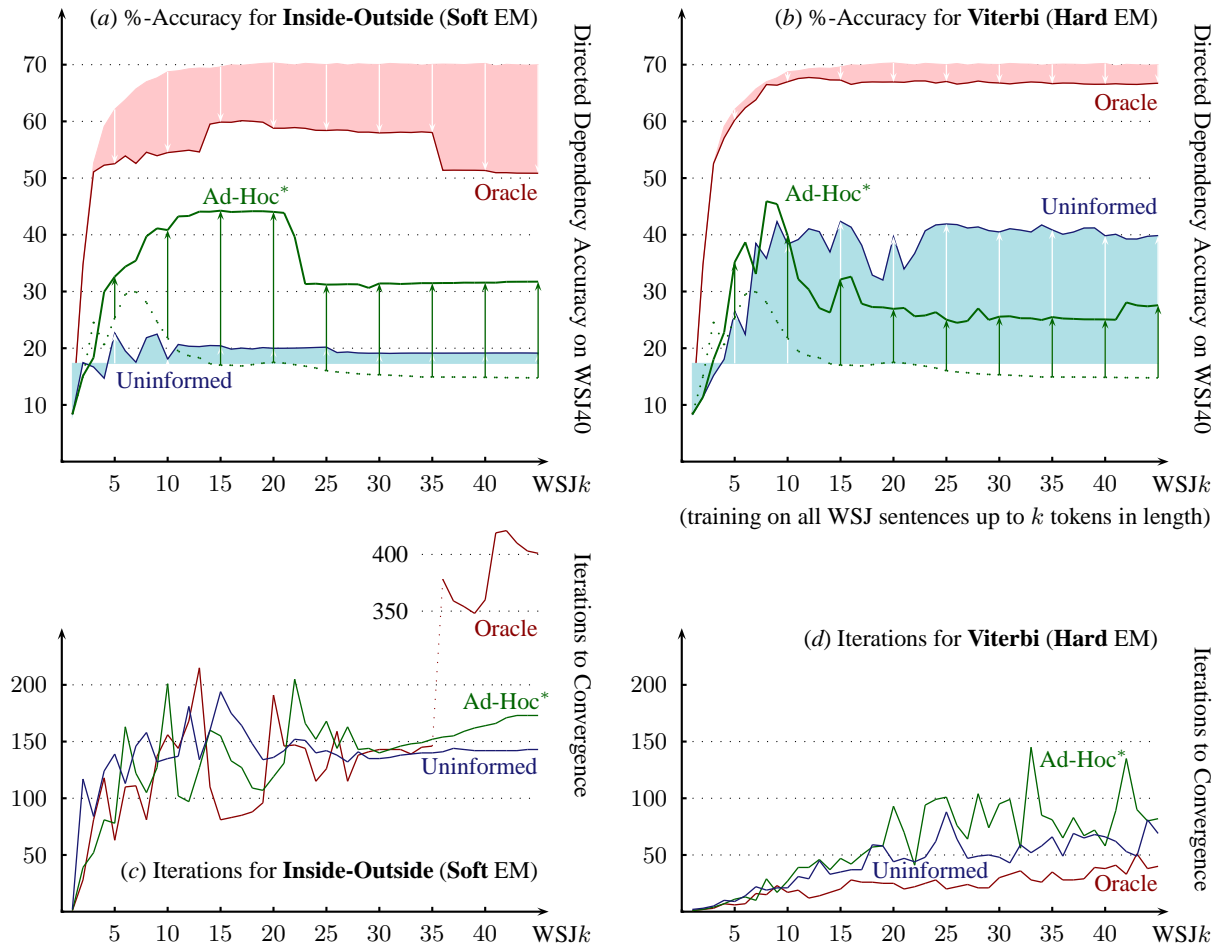 (a) %-Accuracy for Inside-Outside (Soft EM)
70
60
50
40
30
20
10
Oracle
Ad-Hoc*
Uninformed
5 10 15 20 25 30 35 40 WSJk
Directed Dependency Accuracy on WSJ40
(b) %-Accuracy for Viterbi (Hard EM)
70
60
50
40
30
20
10
Oracle
Ad-Hoc*
Uninformed
5 10 15 20 25 30 35 40 WSJk
(training on all WSJ sentences up to k tokens in length)
Directed Dependency Accuracy on WSJ40
400
350
Oracle
200
150
100
50
Ad-Hoc*
Uninformed
(c) Iterations for Inside-Outside (Soft EM)
5 10 15 20 25 30 35 40 WSJk
Iterations to Convergence
(d) Iterations for Viterbi (Hard EM)
200
150
100
50
Ad-Hoc*
Uninformed
Oracle
5 10 15 20 25 30 35 40 WSJk
Iterations to Convergence